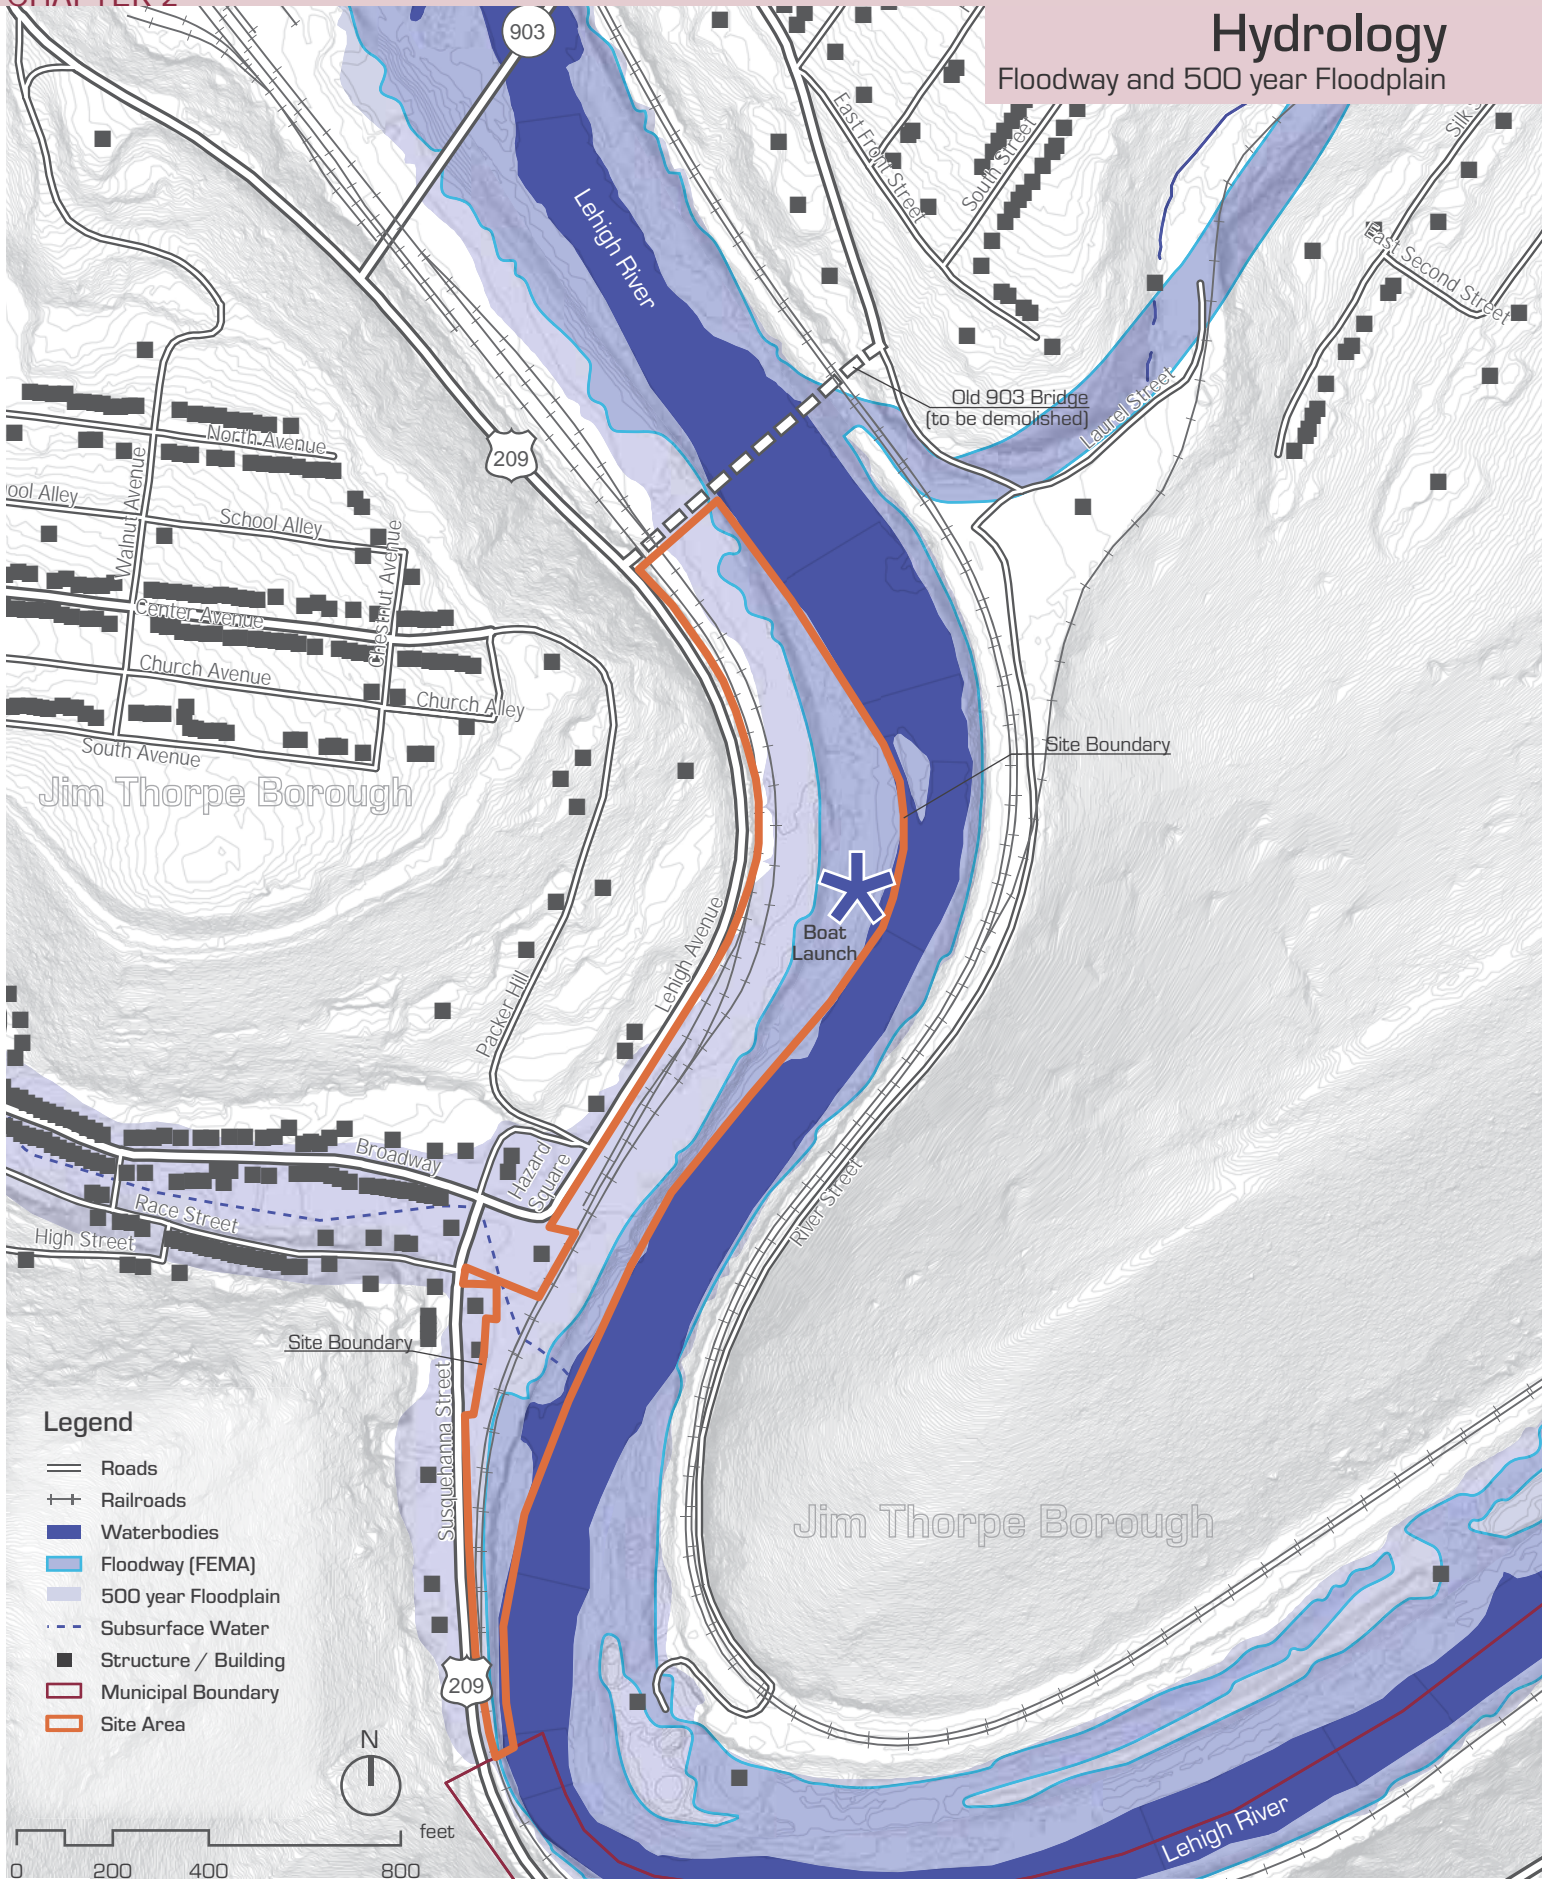 CHAPTER 2
Hydrology
Floodway and 500 year Floodplain
903
Lehigh River
East Front Street
South Street
East Second Street
Old 903 Bridge
(to be demolished)
Laurel Street
209
North Avenue
Walnut Avenue
School Alley
Chestnut Avenue
Center Avenue
Church Avenue
Church Alley
South Avenue
Jim Thorpe Borough
Site Boundary
Boat
Launch
Lehigh Avenue
Packer Hill
River Street
Broadway
Hazard
Square
Race Street
High Street
Site Boundary
Susquehanna Street
Jim Thorpe Borough
Legend
Roads
Railroads
Waterbodies
Floodway (FEMA)
500 year Floodplain
Subsurface Water
Structure / Building
Municipal Boundary
Site Area
209
N
feet
0 200 400 800
Lehigh River